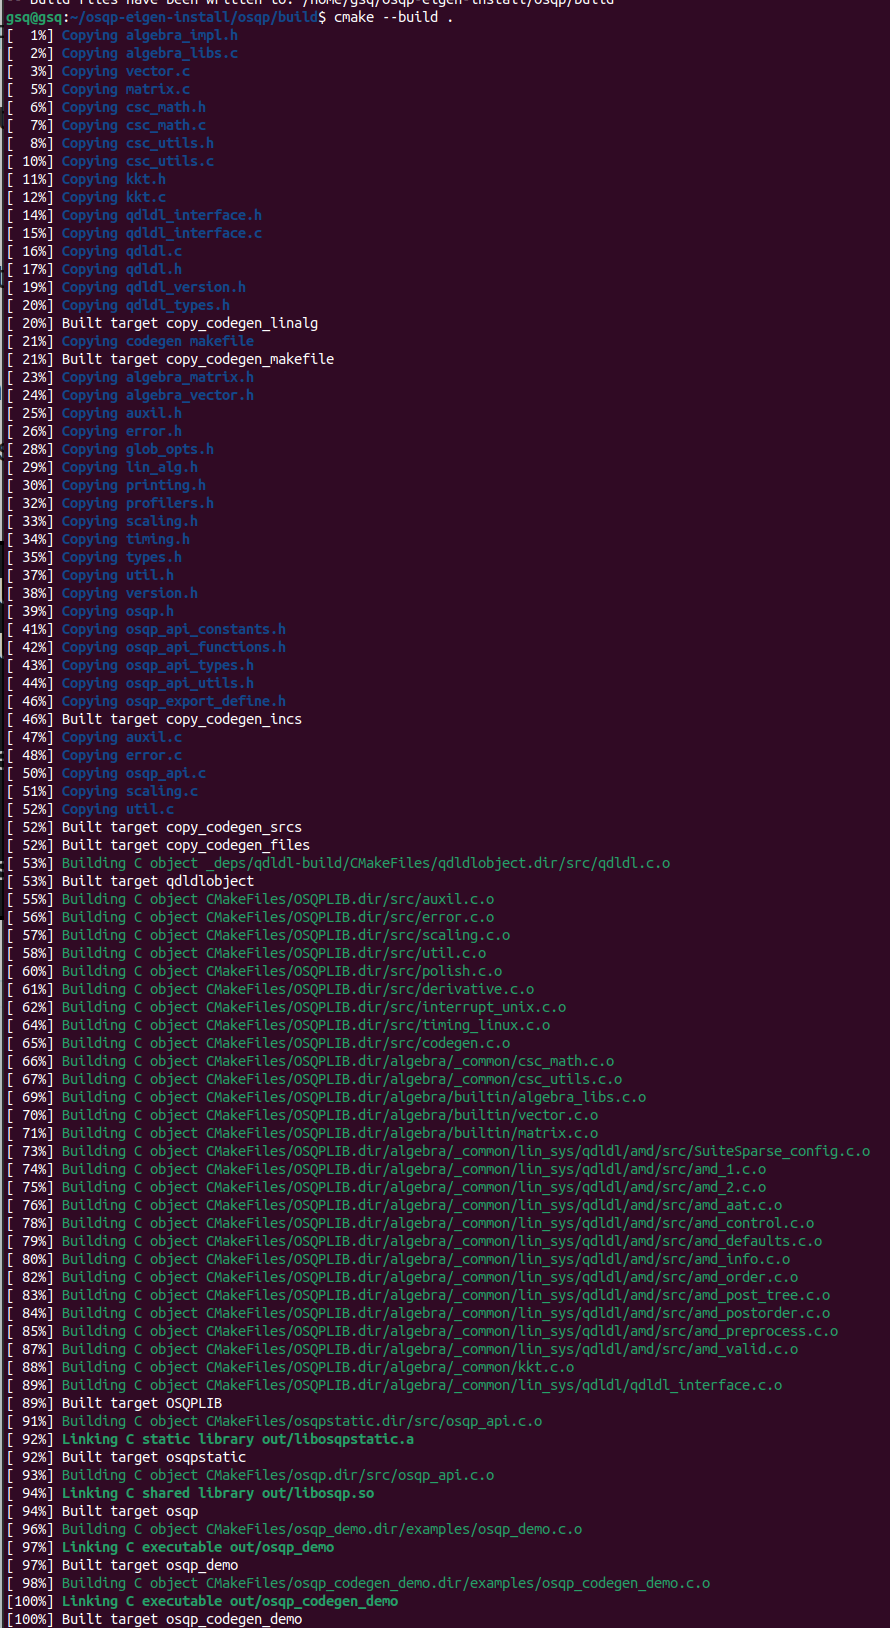 -- Build files have been written to: /home/gsq/osqp-eigen-install/osqp/build
gsq@gsq:~/osqp-eigen-install/osqp/build$ cmake --build .
[  1%] Copying algebra_impl.h
[  2%] Copying algebra_libs.c
[  3%] Copying vector.c
[  5%] Copying matrix.c
[  6%] Copying csc_math.h
[  7%] Copying csc_math.c
[  8%] Copying csc_utils.h
[ 10%] Copying csc_utils.c
[ 11%] Copying kkt.h
[ 12%] Copying kkt.c
[ 14%] Copying qdldl_interface.h
[ 15%] Copying qdldl_interface.c
[ 16%] Copying qdldl.c
[ 17%] Copying qdldl.h
[ 19%] Copying qdldl_version.h
[ 20%] Copying qdldl_types.h
[ 20%] Built target copy_codegen_linalg
[ 21%] Copying codegen makefile
[ 21%] Built target copy_codegen_makefile
[ 23%] Copying algebra_matrix.h
[ 24%] Copying algebra_vector.h
[ 25%] Copying auxil.h
[ 26%] Copying error.h
[ 28%] Copying glob_opts.h
[ 29%] Copying lin_alg.h
[ 30%] Copying printing.h
[ 32%] Copying profilers.h
[ 33%] Copying scaling.h
[ 34%] Copying timing.h
[ 35%] Copying types.h
[ 37%] Copying util.h
[ 38%] Copying version.h
[ 39%] Copying osqp.h
[ 41%] Copying osqp_api_constants.h
[ 42%] Copying osqp_api_functions.h
[ 43%] Copying osqp_api_types.h
[ 44%] Copying osqp_api_utils.h
[ 46%] Copying osqp_export_define.h
[ 46%] Built target copy_codegen_incs
[ 47%] Copying auxil.c
[ 48%] Copying error.c
[ 50%] Copying osqp_api.c
[ 51%] Copying scaling.c
[ 52%] Copying util.c
[ 52%] Built target copy_codegen_srcs
[ 52%] Built target copy_codegen_files
[ 53%] Building C object _deps/qdldl-build/CMakeFiles/qdldlobject.dir/src/qdldl.c.o
[ 53%] Built target qdldlobject
[ 55%] Building C object CMakeFiles/OSQPLIB.dir/src/auxil.c.o
[ 56%] Building C object CMakeFiles/OSQPLIB.dir/src/error.c.o
[ 57%] Building C object CMakeFiles/OSQPLIB.dir/src/scaling.c.o
[ 58%] Building C object CMakeFiles/OSQPLIB.dir/src/util.c.o
[ 60%] Building C object CMakeFiles/OSQPLIB.dir/src/polish.c.o
[ 61%] Building C object CMakeFiles/OSQPLIB.dir/src/derivative.c.o
[ 62%] Building C object CMakeFiles/OSQPLIB.dir/src/interrupt_unix.c.o
[ 64%] Building C object CMakeFiles/OSQPLIB.dir/src/timing_linux.c.o
[ 65%] Building C object CMakeFiles/OSQPLIB.dir/src/codegen.c.o
[ 66%] Building C object CMakeFiles/OSQPLIB.dir/algebra/_common/csc_math.c.o
[ 67%] Building C object CMakeFiles/OSQPLIB.dir/algebra/_common/csc_utils.c.o
[ 69%] Building C object CMakeFiles/OSQPLIB.dir/algebra/builtin/algebra_libs.c.o
[ 70%] Building C object CMakeFiles/OSQPLIB.dir/algebra/builtin/vector.c.o
[ 71%] Building C object CMakeFiles/OSQPLIB.dir/algebra/builtin/matrix.c.o
[ 73%] Building C object CMakeFiles/OSQPLIB.dir/algebra/_common/lin_sys/qdldl/amd/src/SuiteSparse_config.c.o
[ 74%] Building C object CMakeFiles/OSQPLIB.dir/algebra/_common/lin_sys/qdldl/amd/src/amd_1.c.o
[ 75%] Building C object CMakeFiles/OSQPLIB.dir/algebra/_common/lin_sys/qdldl/amd/src/amd_2.c.o
[ 76%] Building C object CMakeFiles/OSQPLIB.dir/algebra/_common/lin_sys/qdldl/amd/src/amd_aat.c.o
[ 78%] Building C object CMakeFiles/OSQPLIB.dir/algebra/_common/lin_sys/qdldl/amd/src/amd_control.c.o
[ 79%] Building C object CMakeFiles/OSQPLIB.dir/algebra/_common/lin_sys/qdldl/amd/src/amd_defaults.c.o
[ 80%] Building C object CMakeFiles/OSQPLIB.dir/algebra/_common/lin_sys/qdldl/amd/src/amd_info.c.o
[ 82%] Building C object CMakeFiles/OSQPLIB.dir/algebra/_common/lin_sys/qdldl/amd/src/amd_order.c.o
[ 83%] Building C object CMakeFiles/OSQPLIB.dir/algebra/_common/lin_sys/qdldl/amd/src/amd_post_tree.c.o
[ 84%] Building C object CMakeFiles/OSQPLIB.dir/algebra/_common/lin_sys/qdldl/amd/src/amd_postorder.c.o
[ 85%] Building C object CMakeFiles/OSQPLIB.dir/algebra/_common/lin_sys/qdldl/amd/src/amd_preprocess.c.o
[ 87%] Building C object CMakeFiles/OSQPLIB.dir/algebra/_common/lin_sys/qdldl/amd/src/amd_valid.c.o
[ 88%] Building C object CMakeFiles/OSQPLIB.dir/algebra/_common/kkt.c.o
[ 89%] Building C object CMakeFiles/OSQPLIB.dir/algebra/_common/lin_sys/qdldl/qdldl_interface.c.o
[ 89%] Built target OSQPLIB
[ 91%] Building C object CMakeFiles/osqpstatic.dir/src/osqp_api.c.o
[ 92%] Linking C static library out/libosqpstatic.a
[ 92%] Built target osqpstatic
[ 93%] Building C object CMakeFiles/osqp.dir/src/osqp_api.c.o
[ 94%] Linking C shared library out/libosqp.so
[ 94%] Built target osqp
[ 96%] Building C object CMakeFiles/osqp_demo.dir/examples/osqp_demo.c.o
[ 97%] Linking C executable out/osqp_demo
[ 97%] Built target osqp_demo
[ 98%] Building C object CMakeFiles/osqp_codegen_demo.dir/examples/osqp_codegen_demo.c.o
[100%] Linking C executable out/osqp_codegen_demo
[100%] Built target osqp_codegen_demo